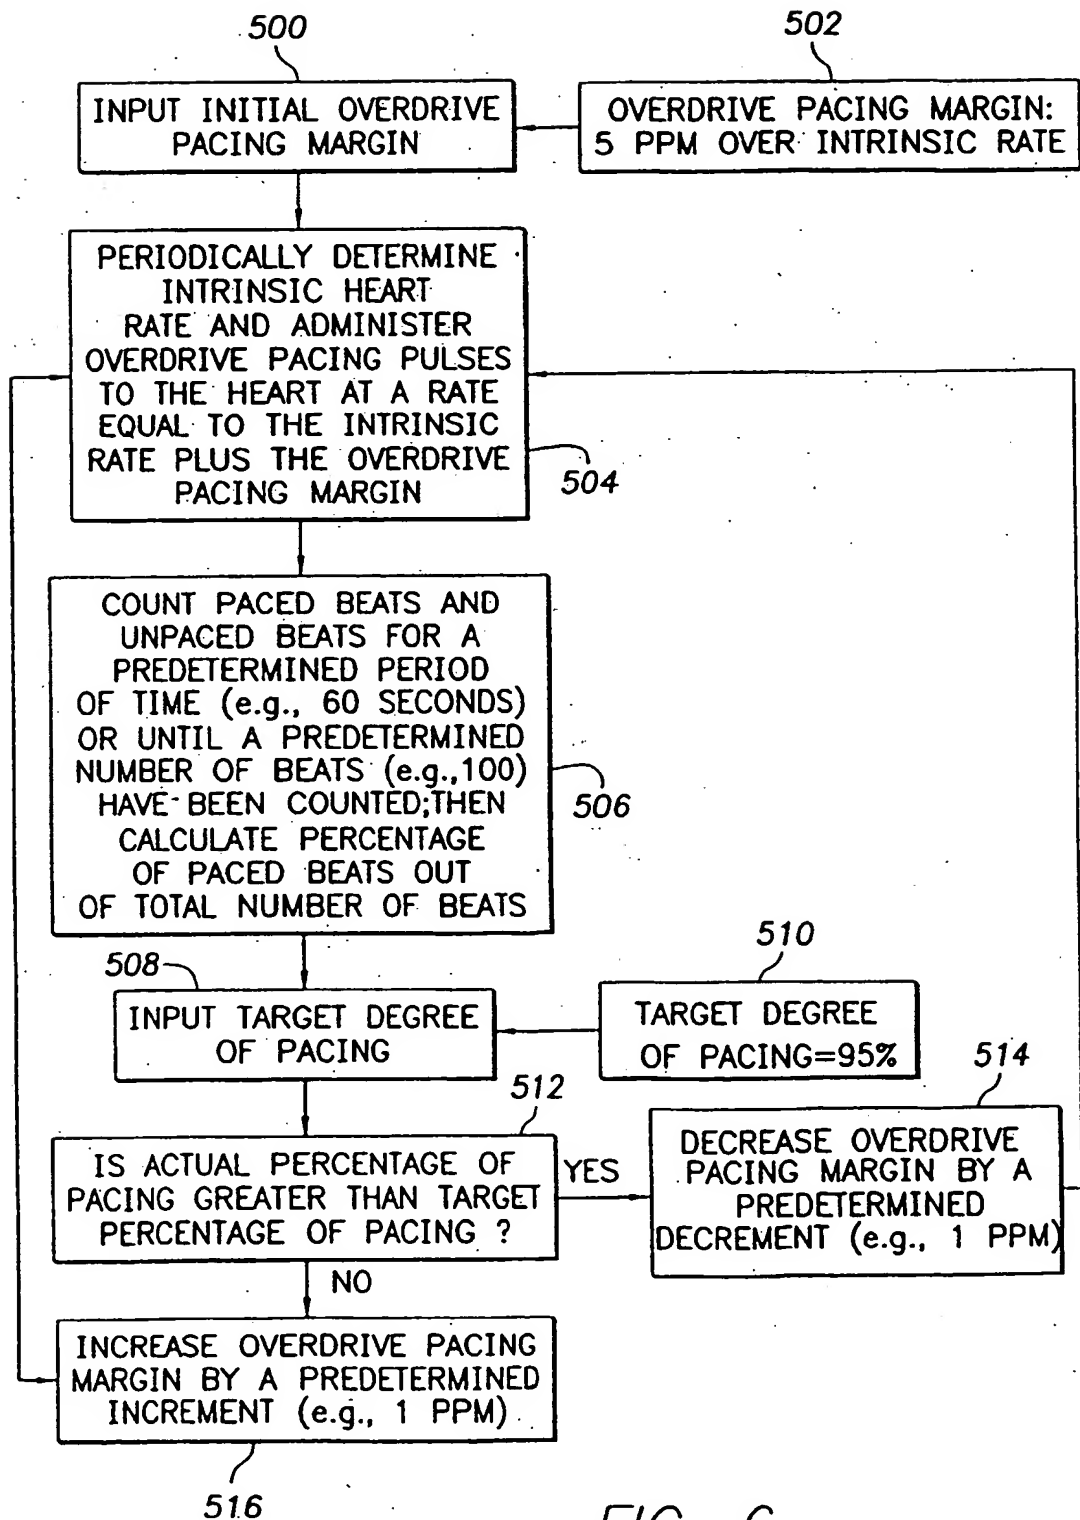 500
502
INPUT INITIAL OVERDRIVE
PACING MARGIN
OVERDRIVE PACING MARGIN:
5 PPM OVER INTRINSIC RATE
PERIODICALLY DETERMINE
INTRINSIC HEART
RATE AND ADMINISTER
OVERDRIVE PACING PULSES
TO THE HEART AT A RATE
EQUAL TO THE INTRINSIC
RATE PLUS THE OVERDRIVE
PACING MARGIN
504
COUNT PACED BEATS AND
UNPACED BEATS FOR A
PREDETERMINED PERIOD
OF TIME (e.g., 60 SECONDS)
OR UNTIL A PREDETERMINED
NUMBER OF BEATS (e.g.,100)
HAVE BEEN COUNTED;THEN
CALCULATE PERCENTAGE
OF PACED BEATS OUT
OF TOTAL NUMBER OF BEATS
506
508
INPUT TARGET DEGREE
OF PACING
510
TARGET DEGREE
OF PACING=95%
512
IS ACTUAL PERCENTAGE OF
PACING GREATER THAN TARGET
PERCENTAGE OF PACING ?
YES
514
DECREASE OVERDRIVE
PACING MARGIN BY A
PREDETERMINED
DECREMENT (e.g., 1 PPM)
NO
INCREASE OVERDRIVE PACING
MARGIN BY A PREDETERMINED
INCREMENT (e.g., 1 PPM)
516